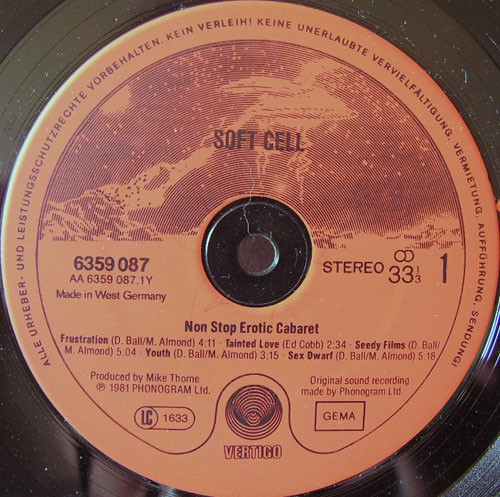 ALLE URHEBER- UND LEISTUNGSSCHUTZRECHTE VORBEHALTEN. KEIN VERLEIH! KEINE UNERLAUBTE VERVIELFÄLTIGUNG, VERMIETUNG, AUFFÜHRUNG, SENDUNG!
SOFT CELL
6359 087
AA 6359 087.1Y
Made in West Germany
STEREO 33 1/3
1
Non Stop Erotic Cabaret
Frustration (D. Ball/M. Almond) 4:11 · Tainted Love (Ed Cobb) 2:34 · Seedy Films (D. Ball/
M. Almond) 5:04 · Youth (D. Ball/M. Almond) 3:15 · Sex Dwarf (D. Ball/M. Almond) 5:18
Produced by Mike Thorne
℗ 1981 PHONOGRAM Ltd.
Original sound recording
made by Phonogram Ltd.
LC 1633
GEMA
VERTIGO